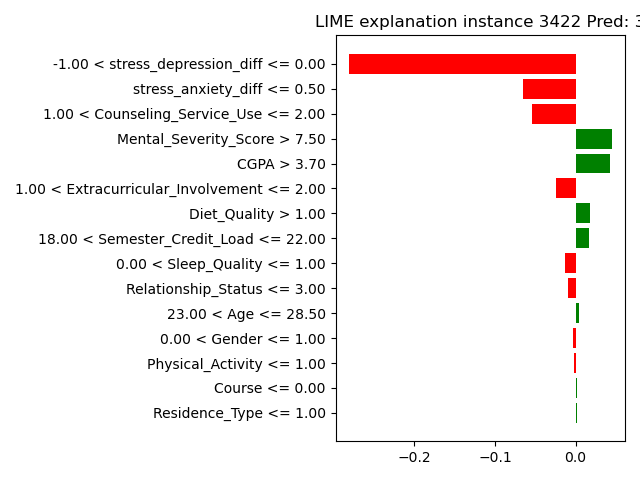 LIME explanation instance 3422 Pred: 3
-1.00 < stress_depression_diff <= 0.00
stress_anxiety_diff <= 0.50
1.00 < Counseling_Service_Use <= 2.00
Mental_Severity_Score > 7.50
CGPA > 3.70
1.00 < Extracurricular_Involvement <= 2.00
Diet_Quality > 1.00
18.00 < Semester_Credit_Load <= 22.00
0.00 < Sleep_Quality <= 1.00
Relationship_Status <= 3.00
23.00 < Age <= 28.50
0.00 < Gender <= 1.00
Physical_Activity <= 1.00
Course <= 0.00
Residence_Type <= 1.00
−0.2 −0.1 0.0